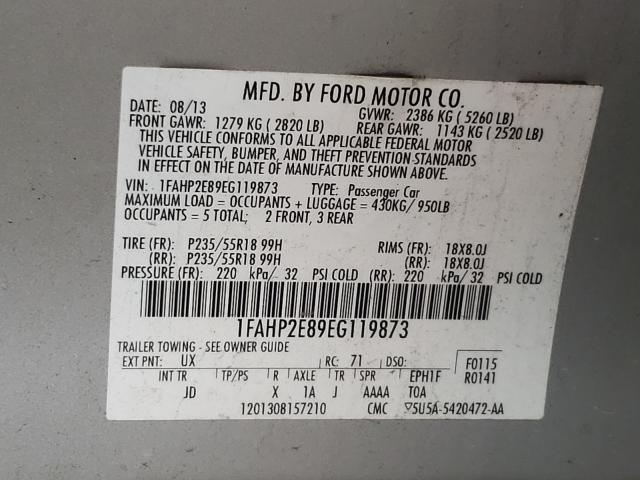 MFD. BY FORD MOTOR CO.
DATE: 08/13 GVWR: 2386 KG ( 5260 LB)
FRONT GAWR: 1279 KG ( 2820 LB) REAR GAWR: 1143 KG ( 2520 LB)
THIS VEHICLE CONFORMS TO ALL APPLICABLE FEDERAL MOTOR
VEHICLE SAFETY, BUMPER, AND THEFT PREVENTION STANDARDS
IN EFFECT ON THE DATE OF MANUFACTURE SHOWN ABOVE.
VIN: 1FAHP2E89EG119873 TYPE: Passenger Car
MAXIMUM LOAD = OCCUPANTS + LUGGAGE = 430KG/ 950LB
OCCUPANTS = 5 TOTAL; 2 FRONT, 3 REAR
TIRE (FR): P235/55R18 99H RIMS (FR): 18X8.0J
(RR): P235/55R18 99H (RR): 18X8.0J
PRESSURE (FR): 220 kPa/ 32 PSI COLD (RR): 220 kPa/ 32 PSI COLD
1FAHP2E89EG119873
TRAILER TOWING - SEE OWNER GUIDE
EXT PNT: UX RC: 71 DSO: F0115
INT TR TP/PS R AXLE TR SPR EPH1F R0141
JD X 1A J AAAA TOA
1201308157210 CMC ▽5U5A-5420472-AA